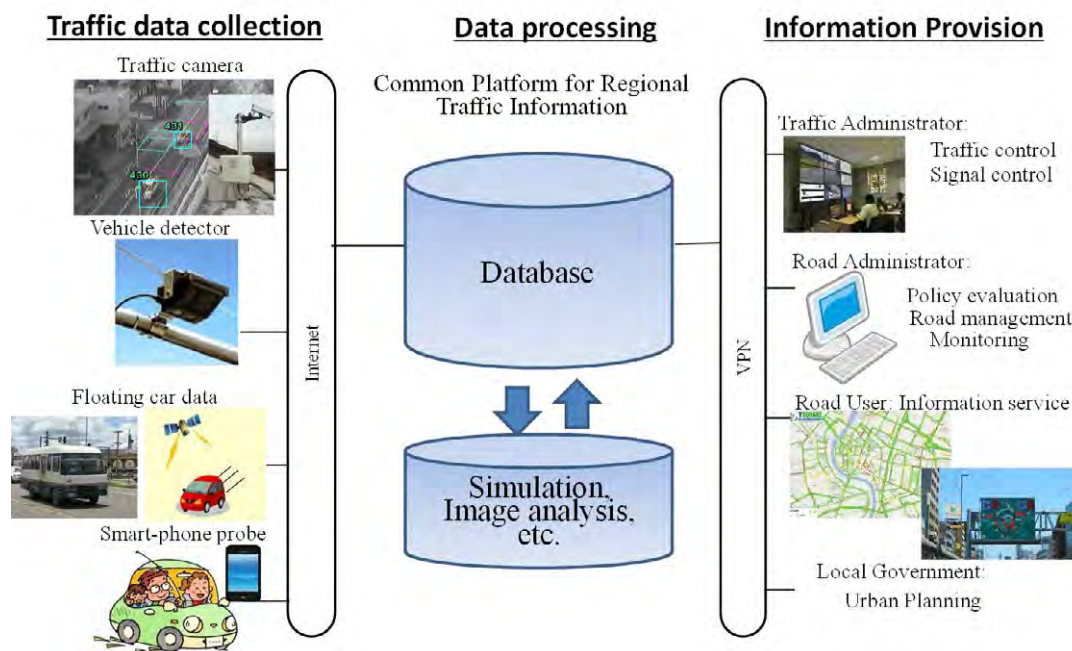 Traffic data collection
Traffic camera
431
430
Vehicle detector
Floating car data
Smart-phone probe
Internet
Data processing
Common Platform for Regional
Traffic Information
Database
Simulation,
Image analysis,
etc.
VPN
Information Provision
Traffic Administrator:
Traffic control
Signal control
Road Administrator:
Policy evaluation
Road management
Monitoring
Road User: Information service
Local Government:
Urban Planning